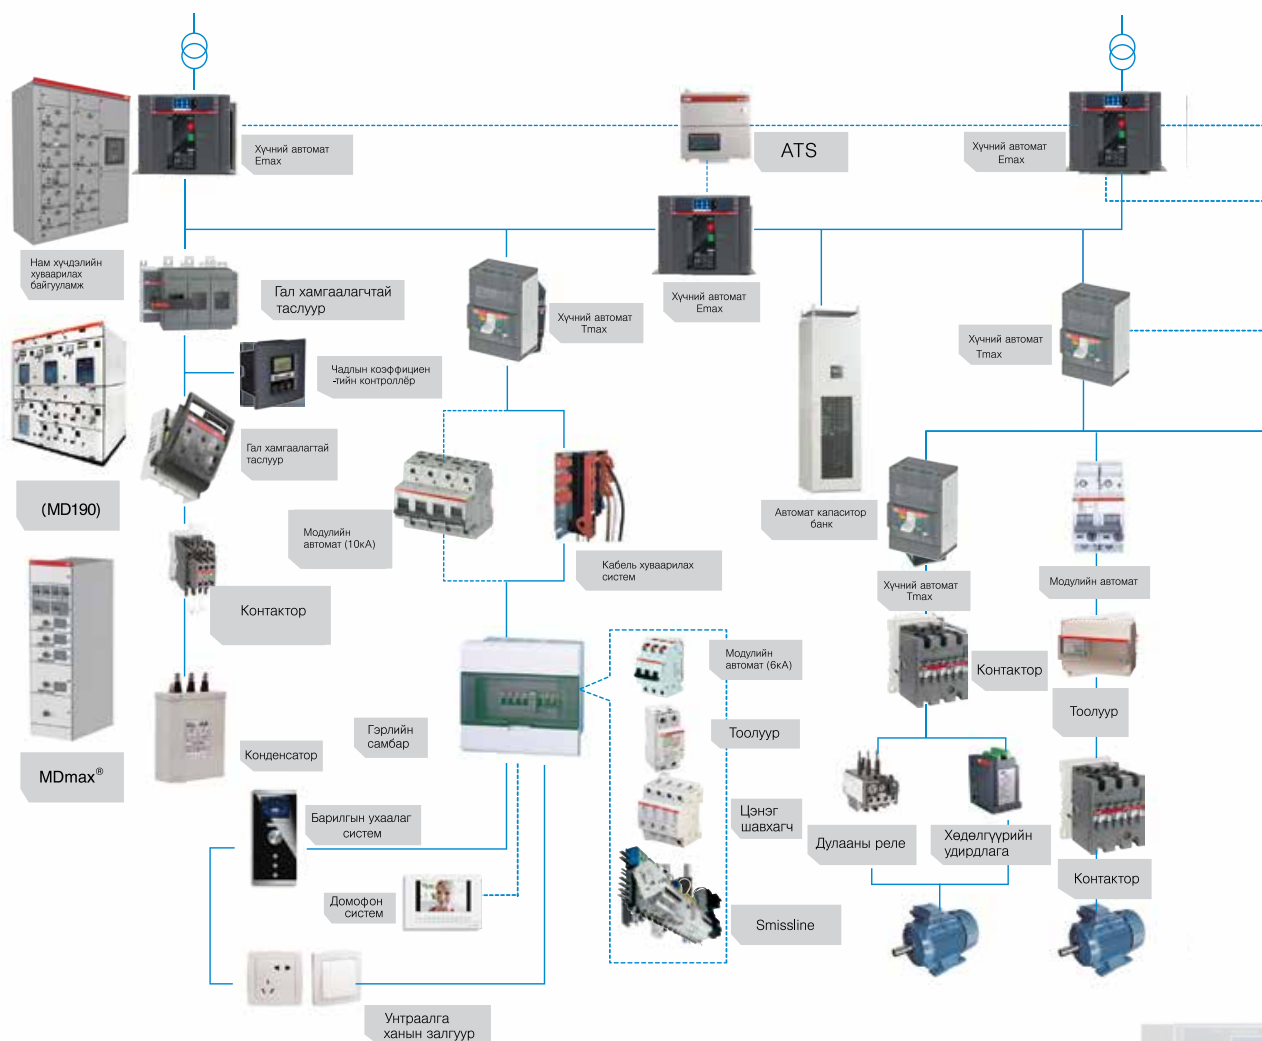 Хүчний автомат
Emax
ATS
Хүчний автомат
Emax
Нам хүчдэлийн
хуваарилах
байгууламж
Гал хамгаалагчтай
таслуур
Хүчний автомат
Tmax
Хүчний автомат
Emax
Хүчний автомат
Tmax
Чадлын коэффициен
-тийн контроллёр
Гал хамгаалагтай
таслуур
(MD190)
Модулийн
автомат (10кА)
Автомат капаситор
банк
Кабель хуваарилах
систем
Хүчний автомат
Tmax
Модулийн автомат
Контактор
Модулийн
автомат (6кА)
Контактор
Тоолуур
Гэрлийн
самбар
Тоолуур
Конденсатор
MDmax®
Барилгын ухаалаг
систем
Цэнэг
шавхагч
Дулааны реле
Хөдөлгүүрийн
удирдлага
Контактор
Домофон
систем
Smissline
Унтраалга
ханын залгуур